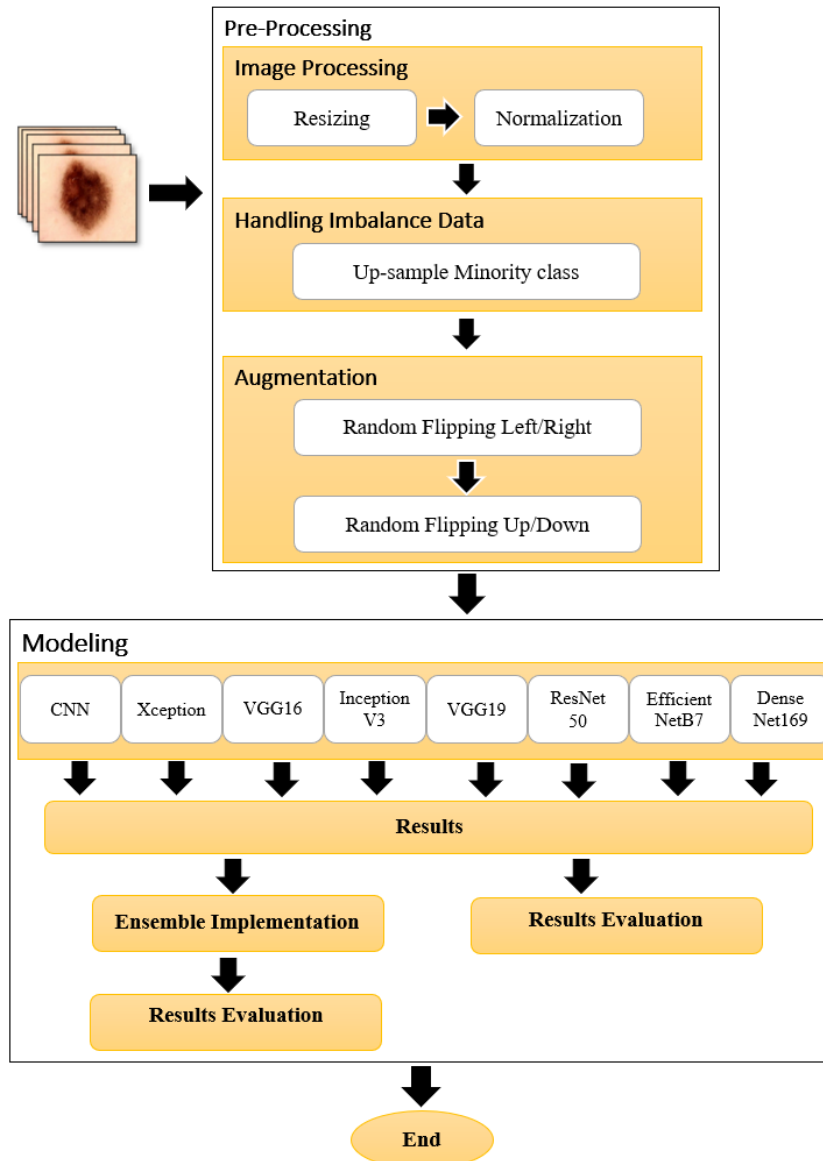 Pre-Processing
Image Processing
Resizing
Normalization
Handling Imbalance Data
Up-sample Minority class
Augmentation
Random Flipping Left/Right
Random Flipping Up/Down
Modeling
CNN
Xception
VGG16
Inception
V3
VGG19
ResNet
50
Efficient
NetB7
Dense
Net169
Results
Ensemble Implementation
Results Evaluation
Results Evaluation
End